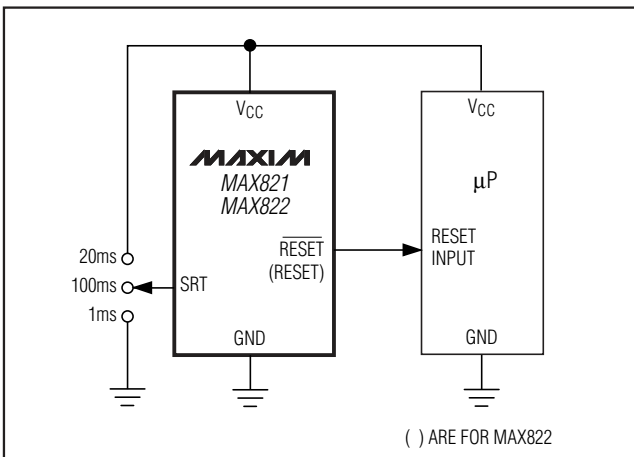 VCC
MAXIM
MAX821
MAX822
RESET
(RESET)
SRT
GND
20ms
100ms
1ms
VCC
μP
RESET
INPUT
GND
( ) ARE FOR MAX822